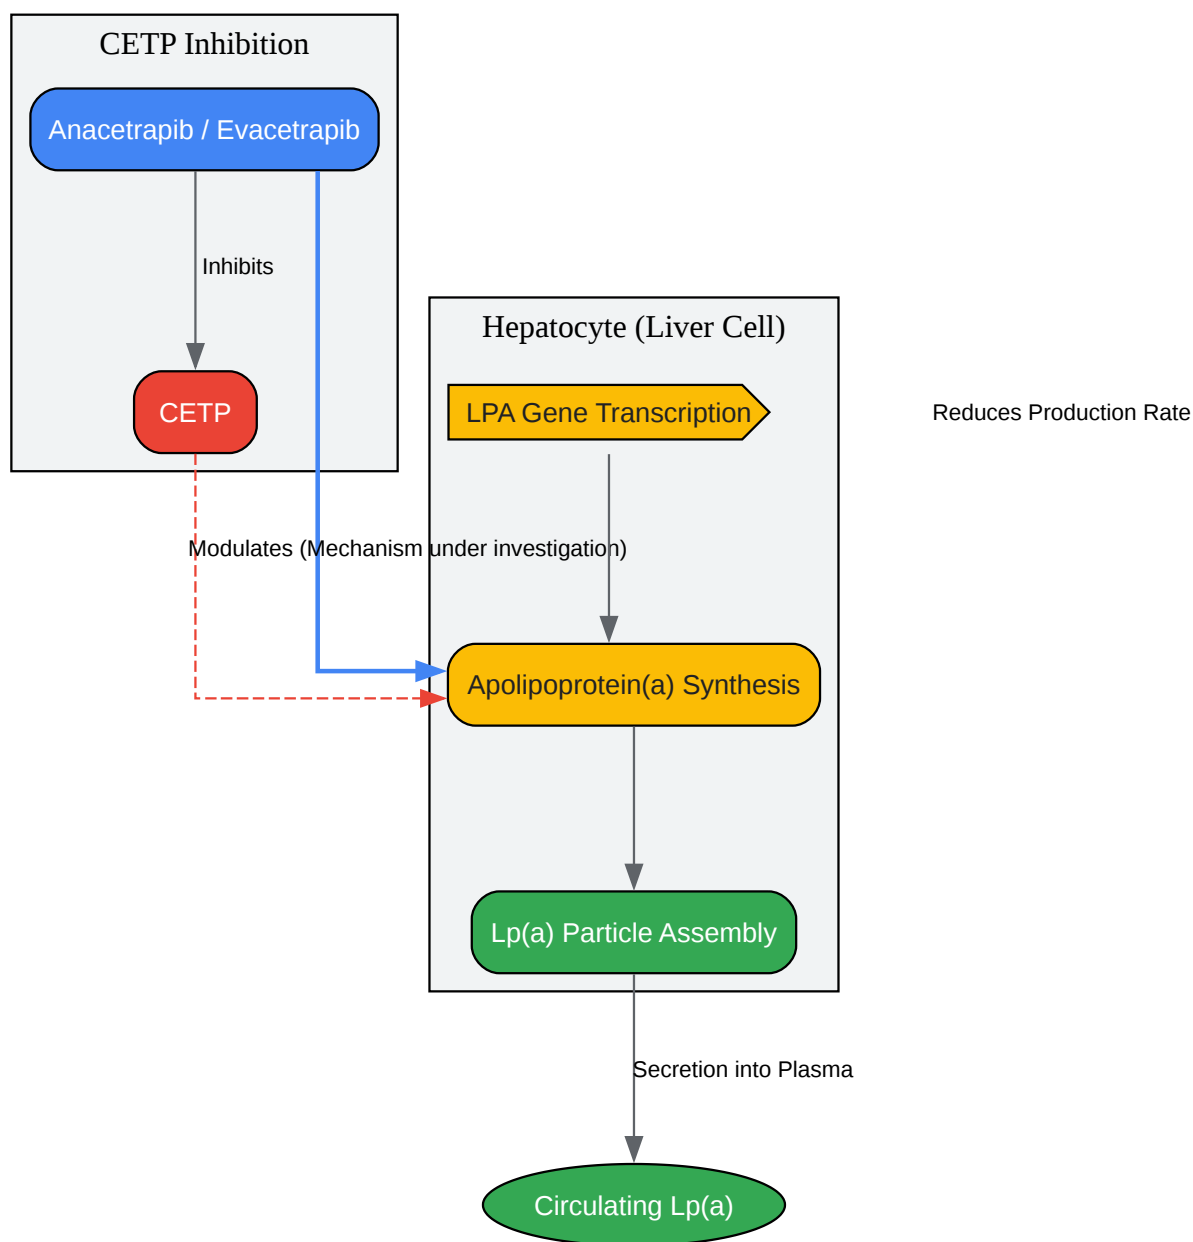 CETP Inhibition
Anacetrapib / Evacetrapib
Inhibits
CETP
Hepatocyte (Liver Cell)
LPA Gene Transcription
Reduces Production Rate
Modulates (Mechanism under investigation)
Apolipoprotein(a) Synthesis
Lp(a) Particle Assembly
Secretion into Plasma
Circulating Lp(a)